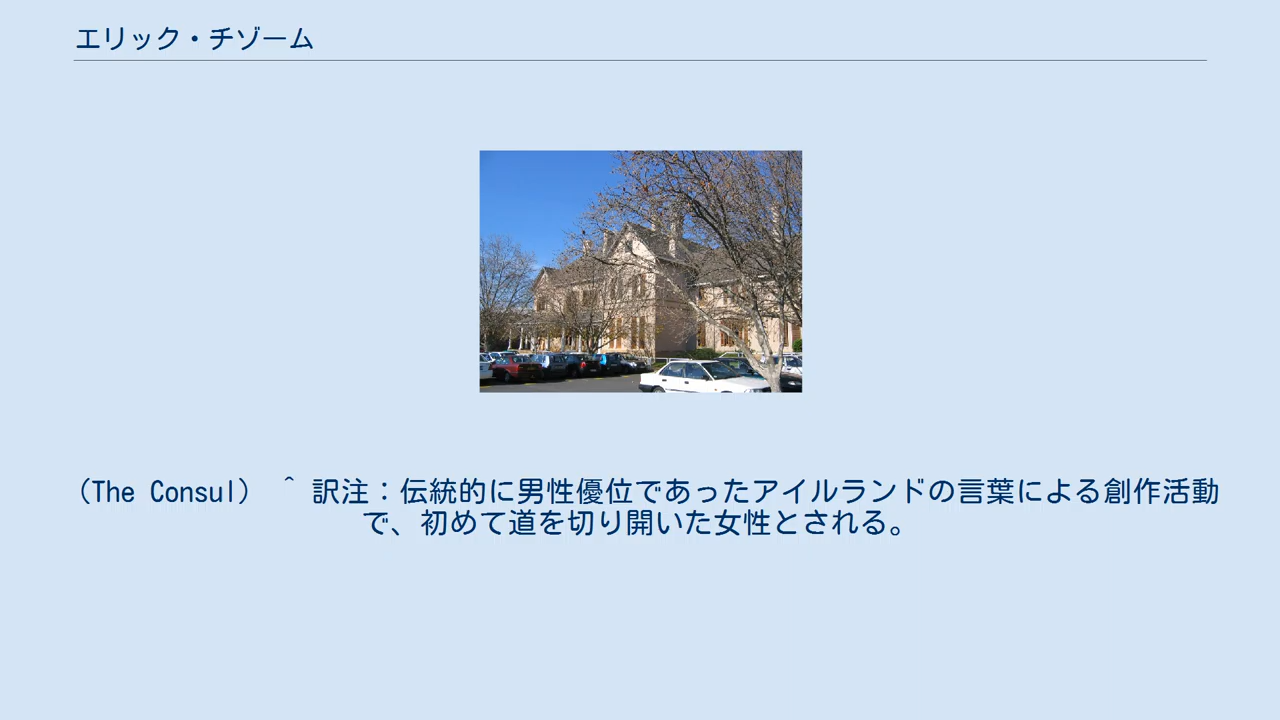 エリック・チゾーム
（The Consul） ^ 訳注：伝統的に男性優位であったアイルランドの言葉による創作活動
で、初めて道を切り開いた女性とされる。